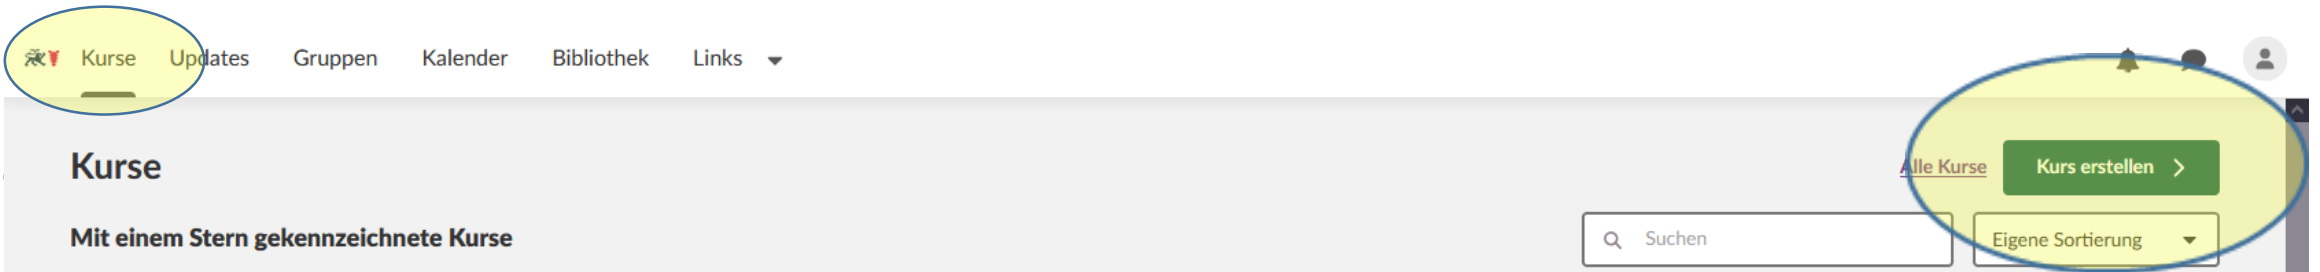 Kurse Updates Gruppen Kalender Bibliothek Links
Kurse Alle Kurse Kurs erstellen
Mit einem Stern gekennzeichnete Kurse Suchen Eigene Sortierung